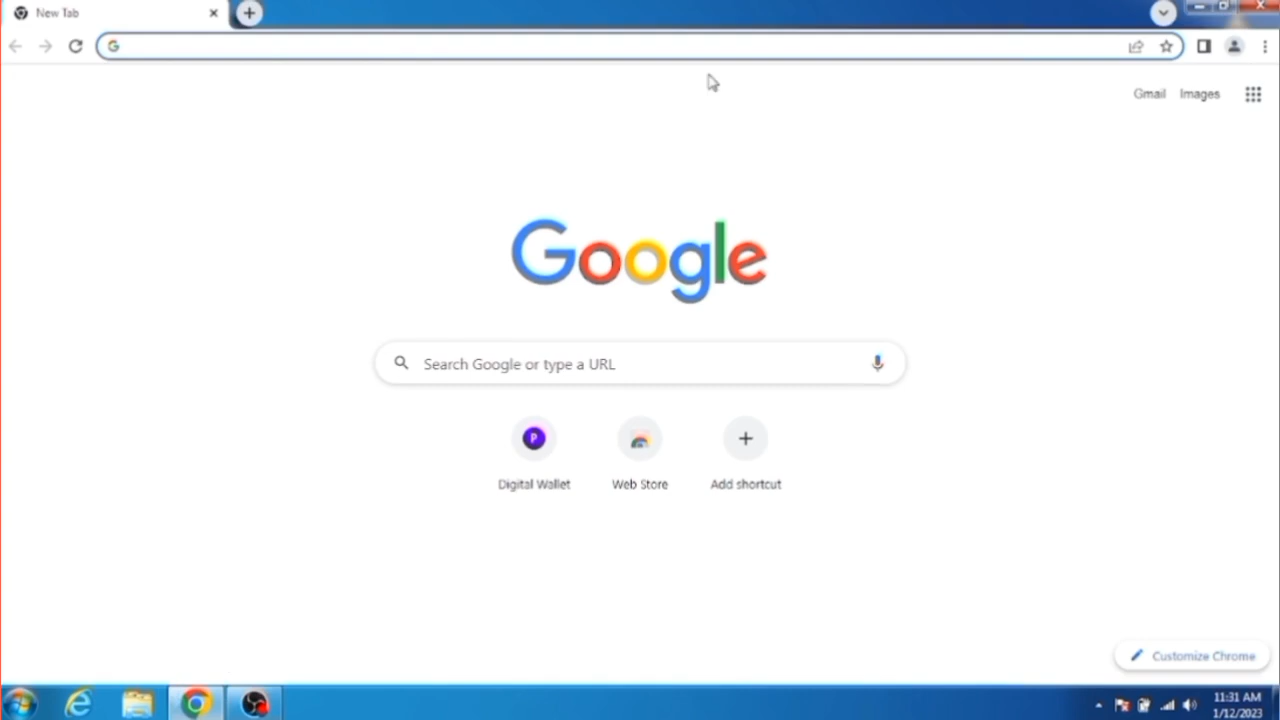 New Tab
Gmail Images
Google
Search Google or type a URL
P
Digital Wallet Web Store Add shortcut
Customize Chrome
11:31 AM
1/12/2023